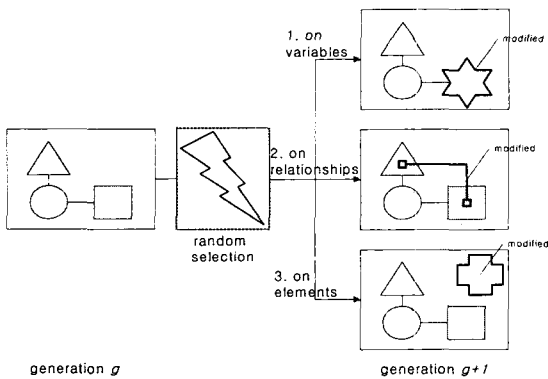 1. on
variables
modified
2. on
relationships
modified
random
selection
3. on
elements
modified
generation g
generation g+1